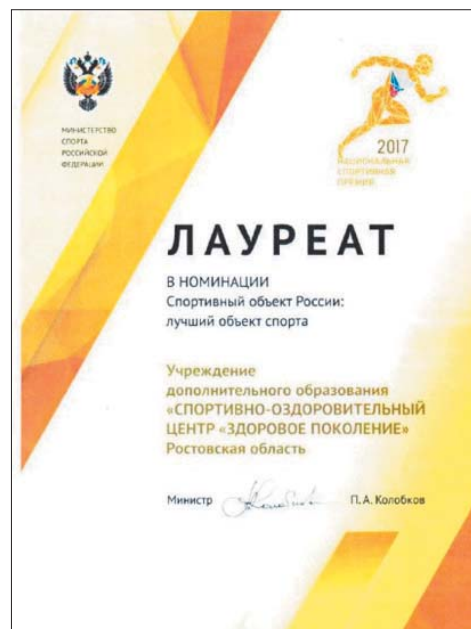 МИНИСТЕРСТВО
СПОРТА
РОССИЙСКОЙ
ФЕДЕРАЦИИ
2017
НАЦИОНАЛЬНАЯ
СПОРТИВНАЯ
ПРЕМИЯ
ЛАУРЕАТ
В НОМИНАЦИИ
Спортивный объект России:
лучший объект спорта
Учреждение
дополнительного образования
«СПОРТИВНО-ОЗДОРОВИТЕЛЬНЫЙ
ЦЕНТР «ЗДОРОВОЕ ПОКОЛЕНИЕ»
Ростовская область
Министр П. А. Колобков